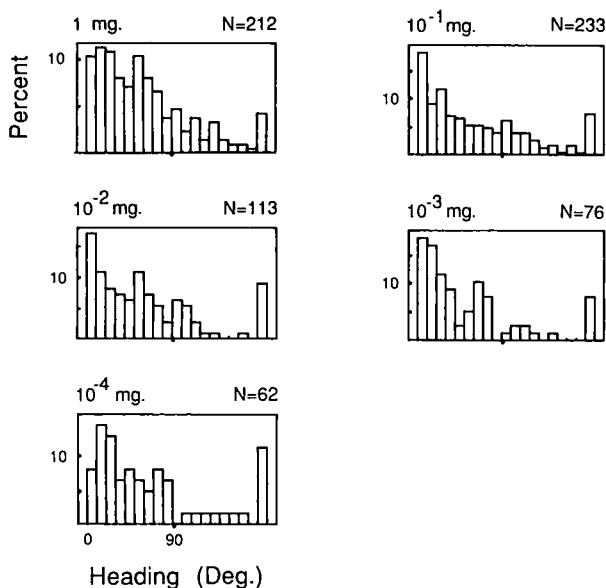 1 mg. N=212
10⁻¹ mg. N=233
Percent
10
10
10⁻² mg. N=113
10⁻³ mg. N=76
10
10
10⁻⁴ mg. N=62
10
0 90
Heading (Deg.)